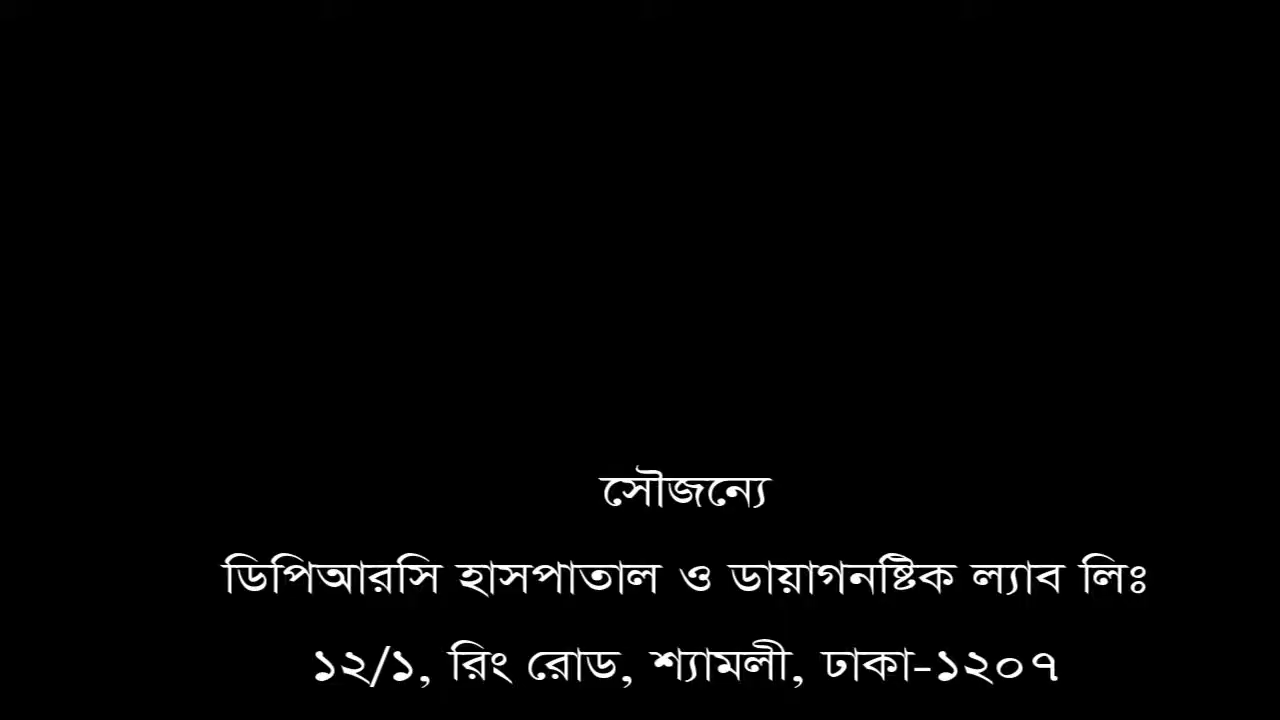 সৌজন্যে
ডিপিআরসি হাসপাতাল ও ডায়াগনষ্টিক ল্যাব লিঃ
১২/১, রিং রোড, শ্যামলী, ঢাকা-১২০৭